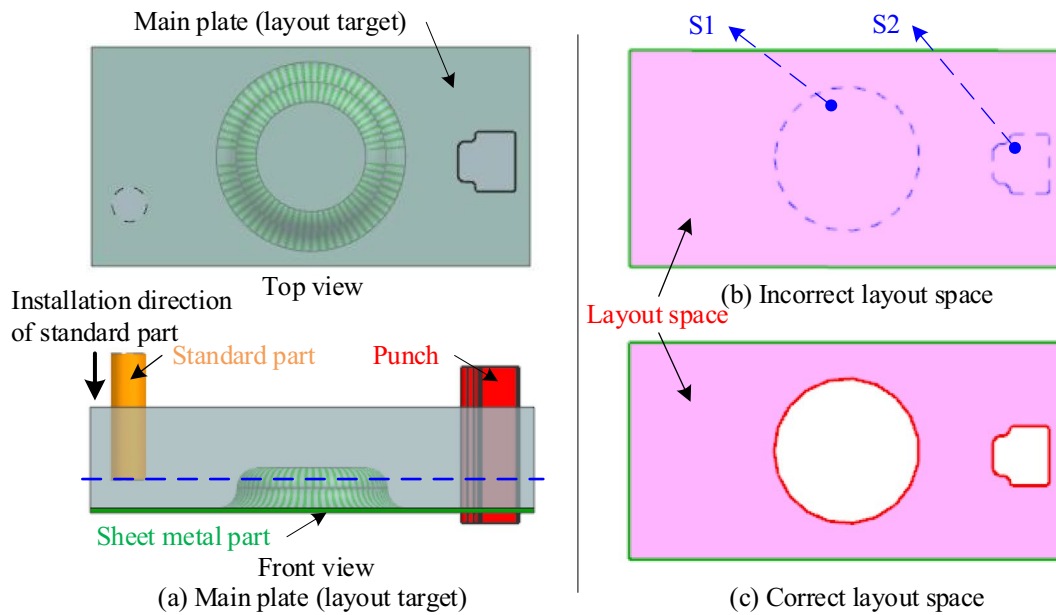 Main plate (layout target)
Top view
Installation direction
of standard part
Standard part
Punch
Sheet metal part
Front view
(a) Main plate (layout target)
S1
S2
(b) Incorrect layout space
Layout space
(c) Correct layout space